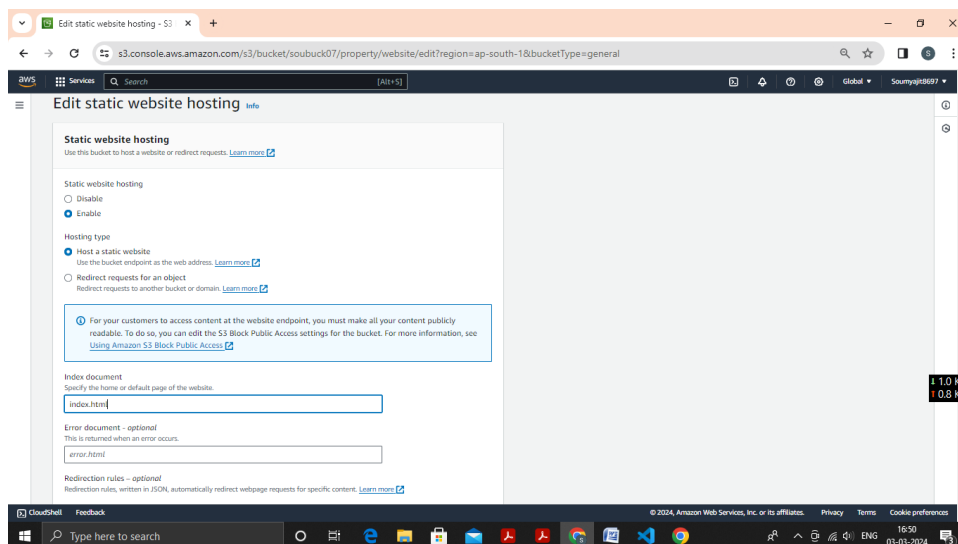 Edit static website hosting - S3
s3.console.aws.amazon.com/s3/bucket/soubuck07/property/website/edit?region=ap-south-1&bucketType=general
S
aws
Services
Search
[Alt+S]
Global
Soumyajit8697
Edit static website hosting Info
Static website hosting
Use this bucket to host a website or redirect requests. Learn more
Static website hosting
Disable
Enable
Hosting type
Host a static website
Use the bucket endpoint as the web address. Learn more
Redirect requests for an object
Redirect requests to another bucket or domain. Learn more
For your customers to access content at the website endpoint, you must make all your content publicly
readable. To do so, you can edit the S3 Block Public Access settings for the bucket. For more information, see
Using Amazon S3 Block Public Access
Index document
Specify the home or default page of the website.
index.html
Error document - optional
This is returned when an error occurs.
error.html
Redirection rules – optional
Redirection rules, written in JSON, automatically redirect webpage requests for specific content. Learn more
1.0 K
0.8 K
CloudShell Feedback
© 2024, Amazon Web Services, Inc. or its affiliates. Privacy Terms Cookie preferences
Type here to search
ENG
16:50
03-03-2024
3